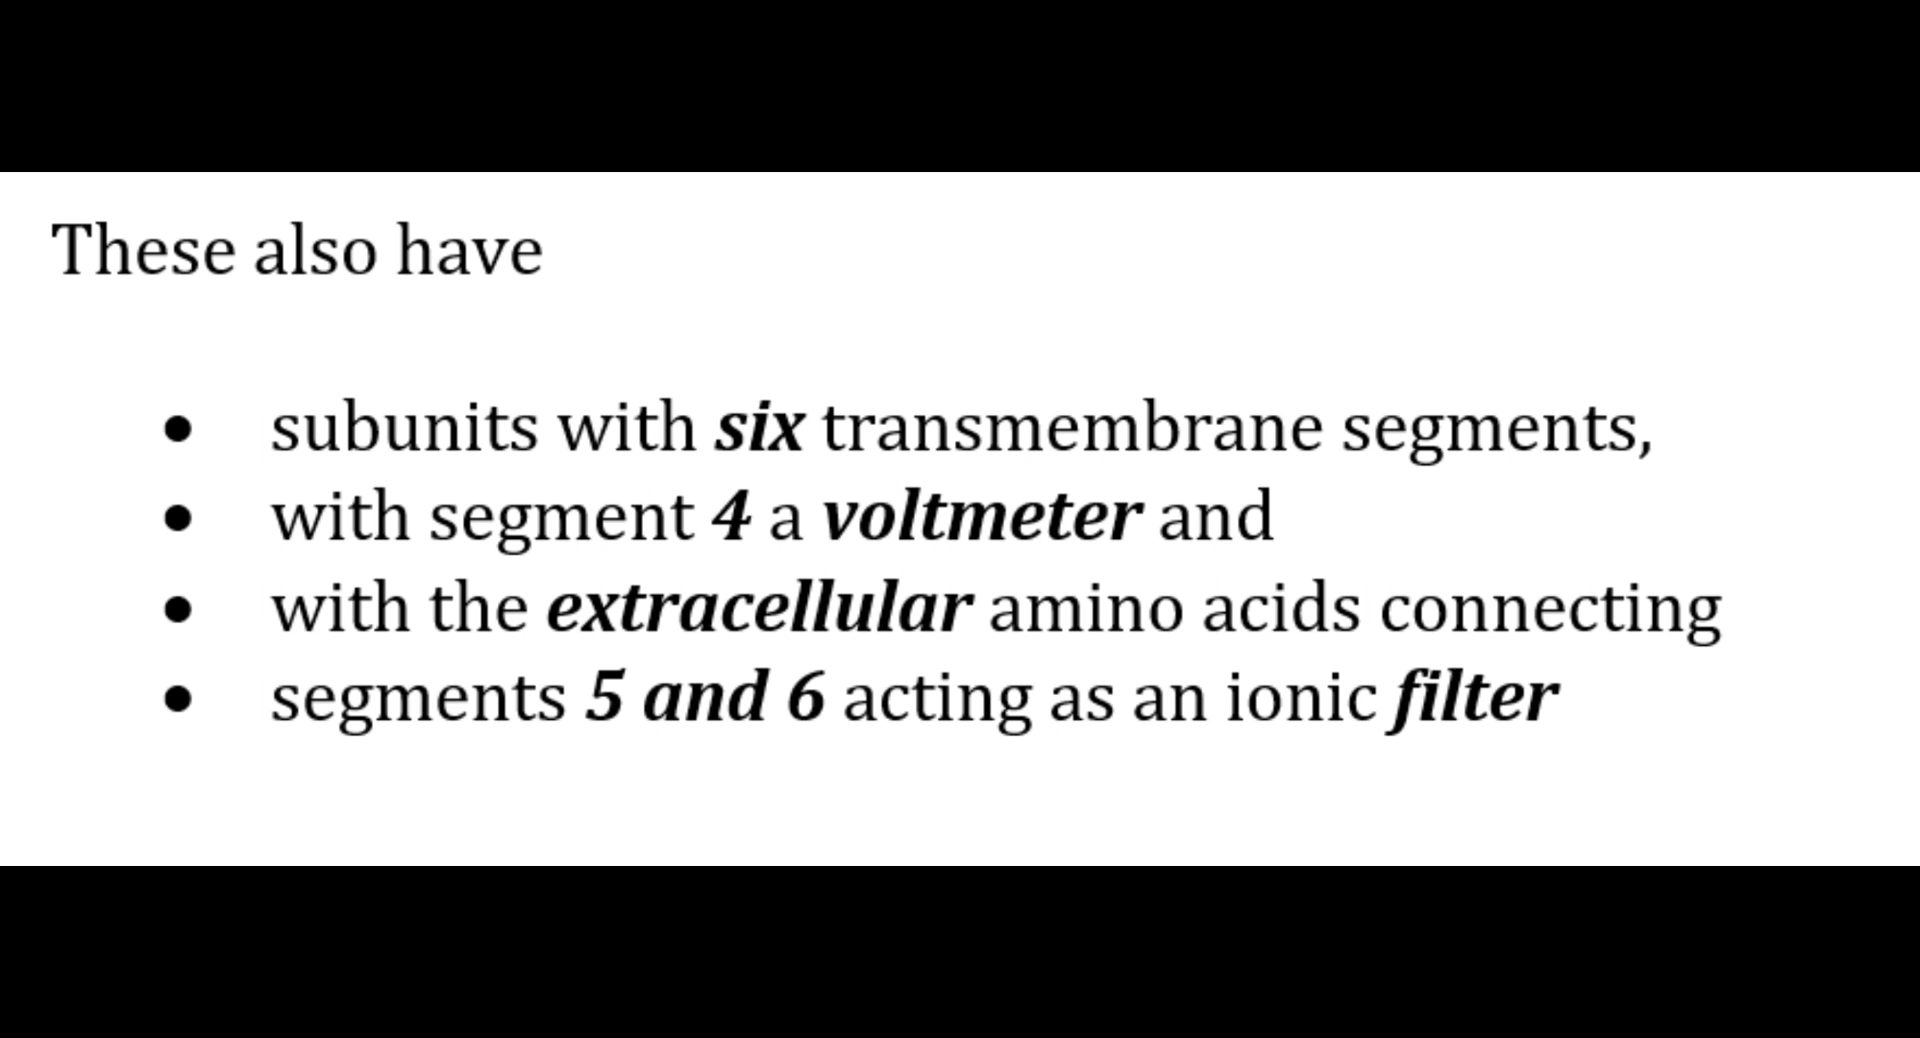 These also have
• subunits with six transmembrane segments,
• with segment 4 a voltmeter and
• with the extracellular amino acids connecting
• segments 5 and 6 acting as an ionic filter